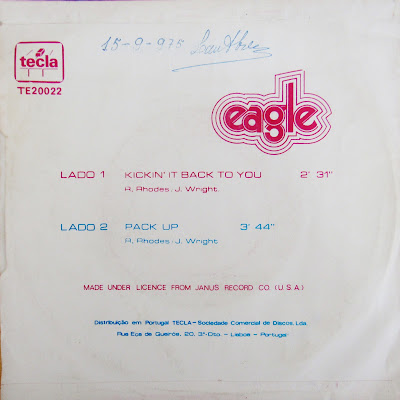 15-9-975
tecla
TE20022
eagle
LADO 1 KICKIN' IT BACK TO YOU 2' 31"
R. Rhodes: J. Wright.
LADO 2 PACK UP 3' 44"
R. Rhodes: J. Wright
MADE UNDER LICENCE FROM JANUS RECORD CO. (U.S.A.)
Distribuição em Portugal TECLA - Sociedade Comercial de Discos, Lda.
Rua Eça de Queirós, 20, 3º-Dto. - Lisboa - Portugal